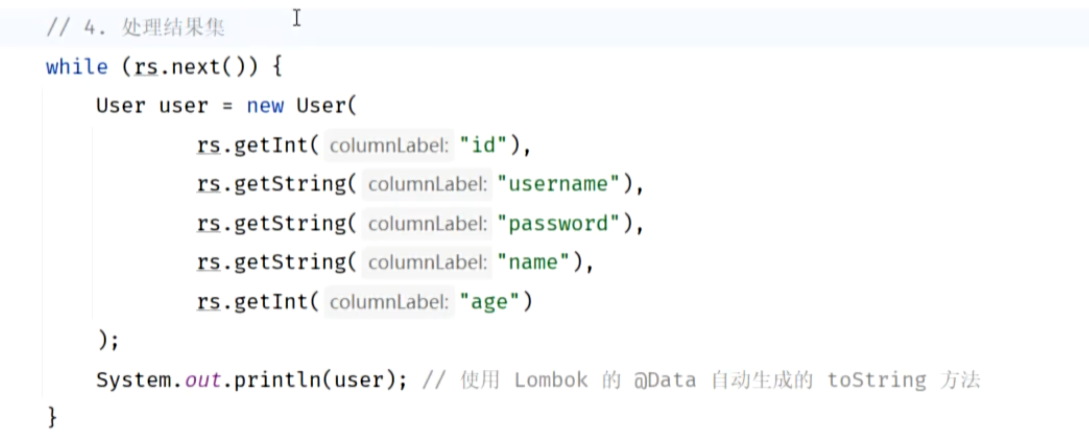 // 4. 处理结果集
while (rs.next()) {
User user = new User(
rs.getInt( columnLabel: "id"),
rs.getString( columnLabel: "username"),
rs.getString( columnLabel: "password"),
rs.getString( columnLabel: "name"),
rs.getInt( columnLabel: "age")
);
System.out.println(user); // 使用 Lombok 的 @Data 自动生成的 toString 方法
}